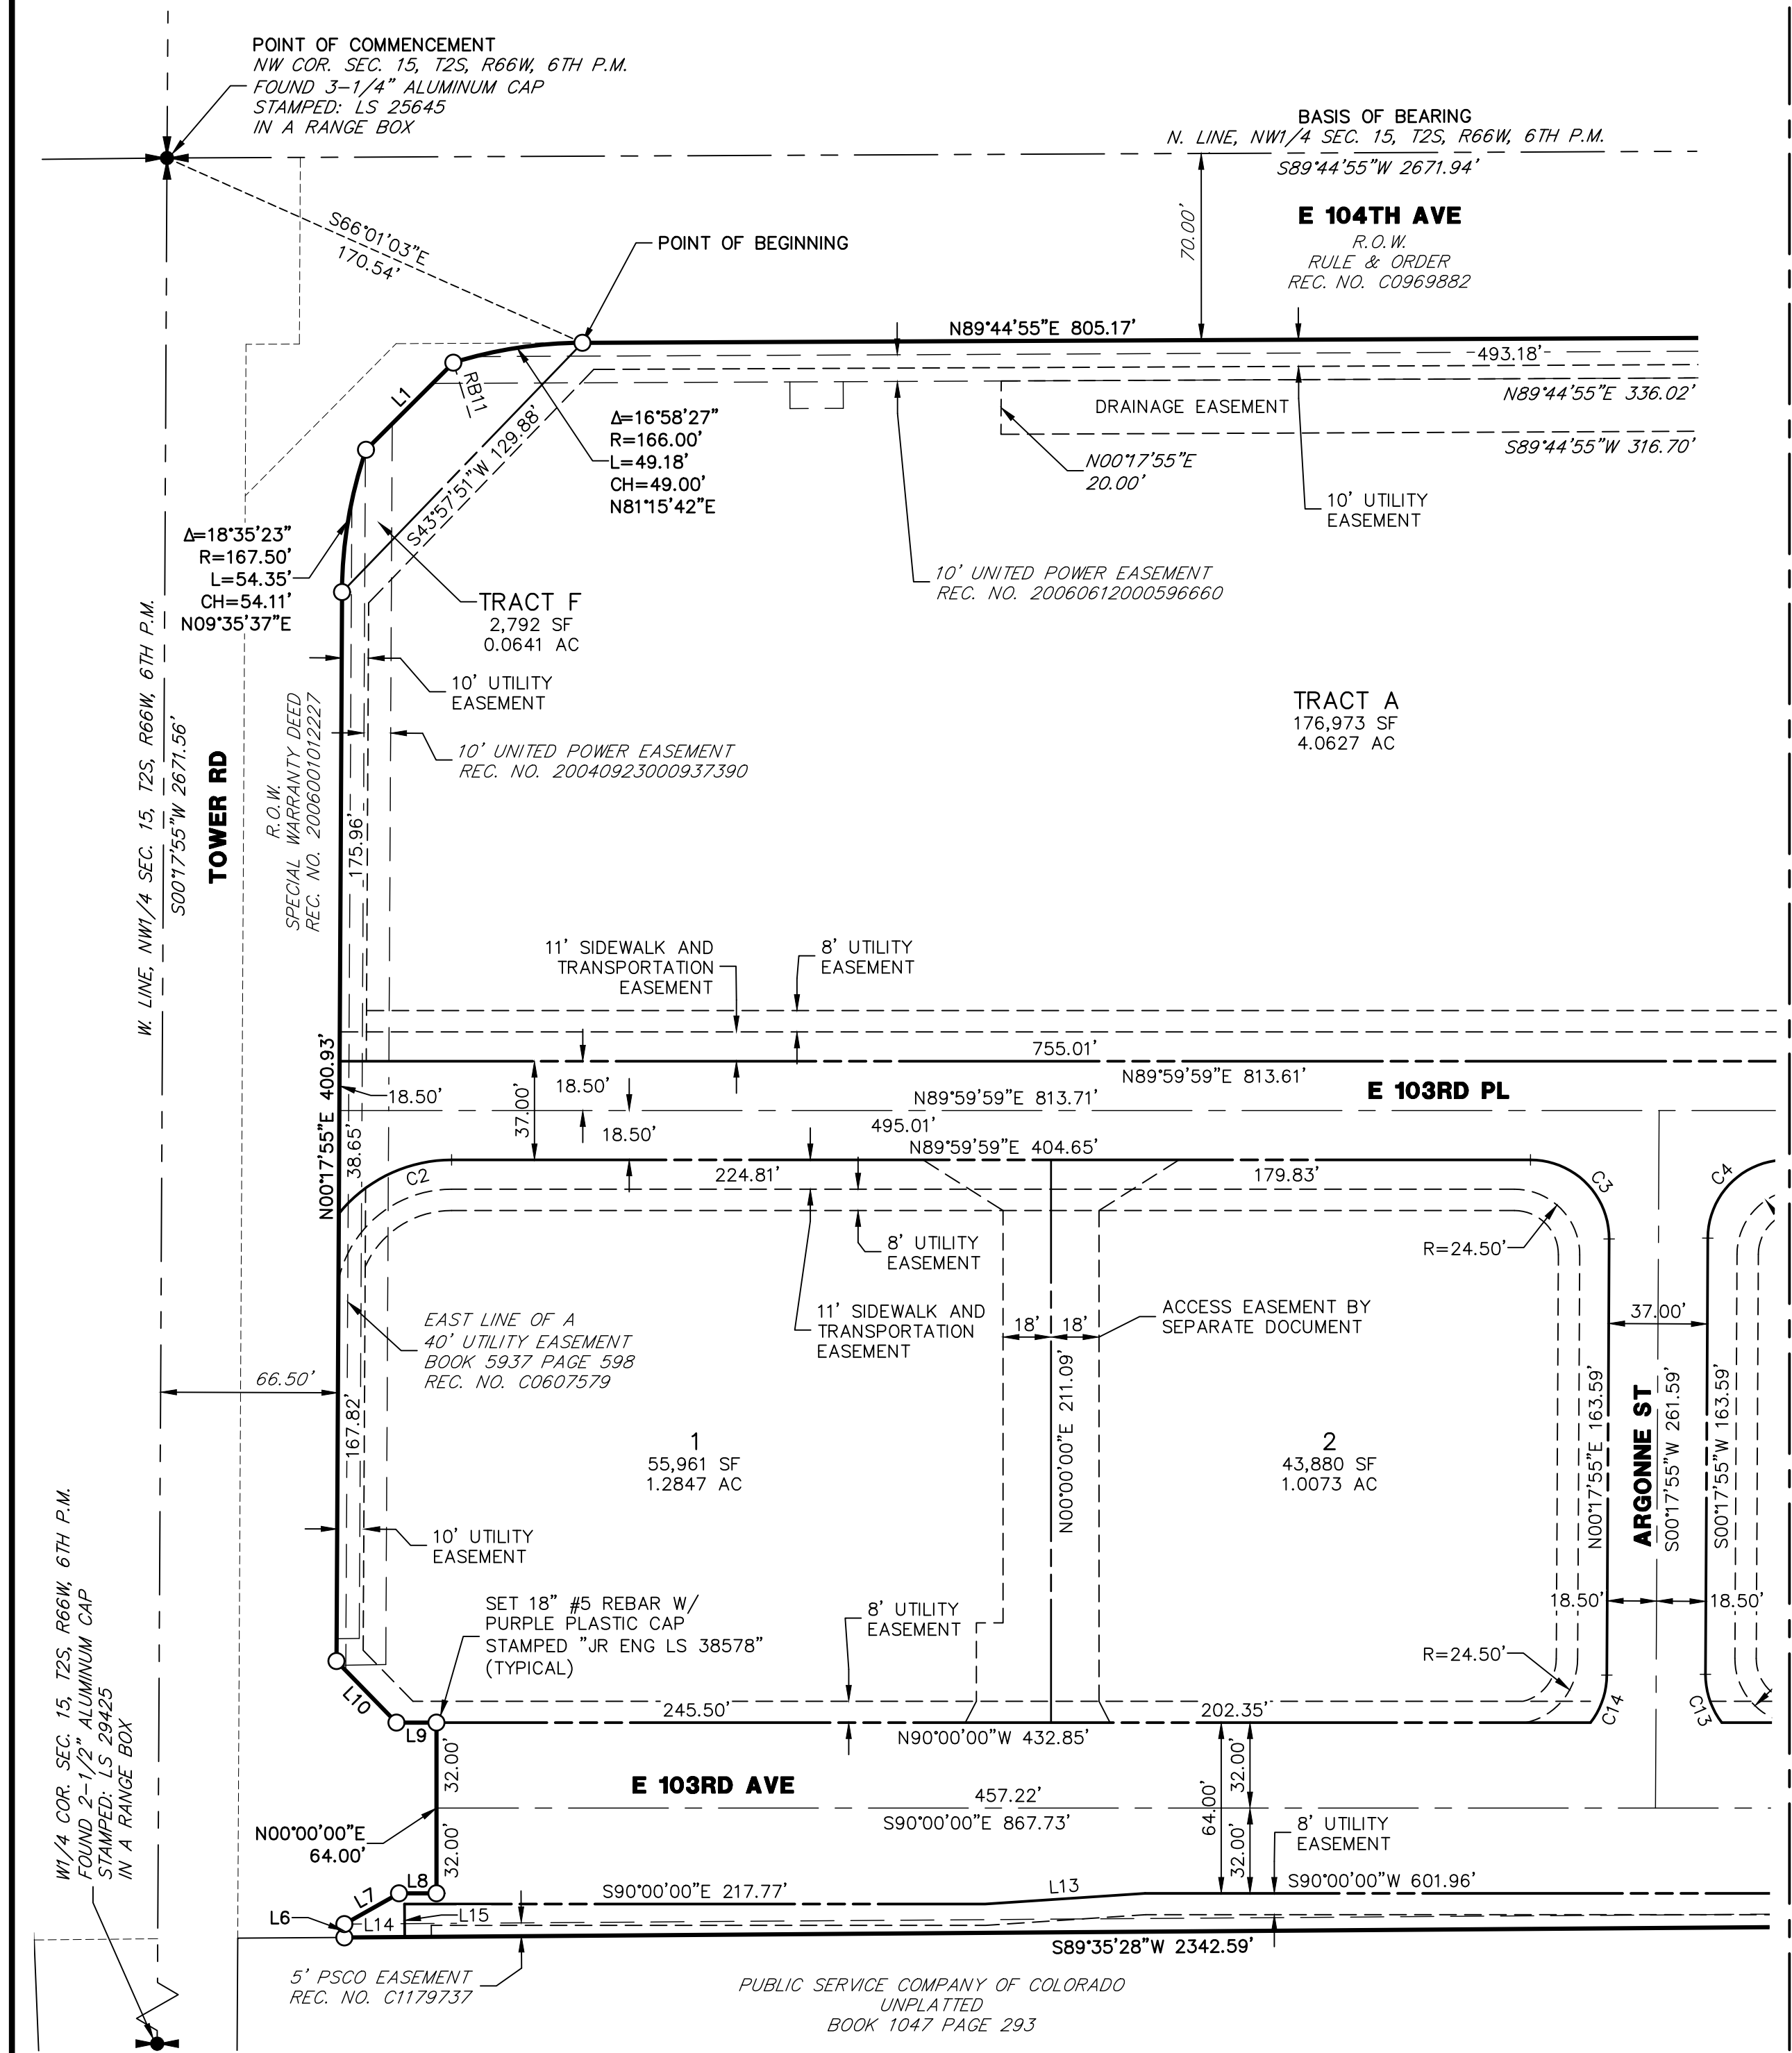 POINT OF COMMENCEMENT
NW COR. SEC. 15, T2S, R66W, 6TH P.M.
FOUND 3-1/4" ALUMINUM CAP
STAMPED: LS 25645
IN A RANGE BOX
BASIS OF BEARING
N. LINE, NW1/4 SEC. 15, T2S, R66W, 6TH P.M.
S89°44'55"W 2671.94'
E 104TH AVE
R.O.W.
RULE & ORDER
REC. NO. C0969882
70.00'
S66°01'03"E
170.54'
POINT OF BEGINNING
N89°44'55"E 805.17'
493.18'
N89°44'55"E 336.02'
DRAINAGE EASEMENT
S89°44'55"W 316.70'
N00°17'55"E
20.00'
10' UTILITY
EASEMENT
L1
RB11
Δ=16°58'27"
R=166.00'
L=49.18'
CH=49.00'
N81°15'42"E
S43°57'51"W 129.88'
Δ=18°35'23"
R=167.50'
L=54.35'
CH=54.11'
N09°35'37"E
10' UNITED POWER EASEMENT
REC. NO. 20060612000596660
TRACT F
2,792 SF
0.0641 AC
10' UTILITY
EASEMENT
TRACT A
176,973 SF
4.0627 AC
10' UNITED POWER EASEMENT
REC. NO. 20040923000937390
W. LINE, NW1/4 SEC. 15, T2S, R66W, 6TH P.M.
S00°17'55"W 2671.56'
TOWER RD
R.O.W.
SPECIAL WARRANTY DEED
REC. NO. 2006001012227
175.96'
11' SIDEWALK AND
TRANSPORTATION
EASEMENT
8' UTILITY
EASEMENT
N00°17'55"E 400.93'
755.01'
N89°59'59"E 813.61'
E 103RD PL
18.50'
18.50'
37.00'
N89°59'59"E 813.71'
18.50'
495.01'
N89°59'59"E 404.65'
38.65'
C2
224.81'
179.83'
C3
C4
R=24.50'
8' UTILITY
EASEMENT
11' SIDEWALK AND
TRANSPORTATION
EASEMENT
ACCESS EASEMENT BY
SEPARATE DOCUMENT
18'
18'
37.00'
EAST LINE OF A
40' UTILITY EASEMENT
BOOK 5937 PAGE 598
REC. NO. C0607579
66.50'
167.82'
N00°00'00"E 211.09'
N00°17'55"E 163.59'
ARGONNE ST
S00°17'55"W 261.59'
S00°17'55"W 163.59'
1
55,961 SF
1.2847 AC
2
43,880 SF
1.0073 AC
10' UTILITY
EASEMENT
SET 18" #5 REBAR W/
PURPLE PLASTIC CAP
STAMPED "JR ENG LS 38578"
(TYPICAL)
8' UTILITY
EASEMENT
18.50'
18.50'
R=24.50'
L10
L9
245.50'
202.35'
C14
C13
N90°00'00"W 432.85'
W1/4 COR. SEC. 15, T2S, R66W, 6TH P.M.
FOUND 2-1/2" ALUMINUM CAP
STAMPED: LS 29425
IN A RANGE BOX
E 103RD AVE
32.00'
32.00'
64.00'
457.22'
S90°00'00"E 867.73'
N00°00'00"E
64.00'
32.00'
32.00'
8' UTILITY
EASEMENT
L8
L7
L6
L14
L15
S90°00'00"E 217.77'
L13
S90°00'00"W 601.96'
S89°35'28"W 2342.59'
5' PSCO EASEMENT
REC. NO. C1179737
PUBLIC SERVICE COMPANY OF COLORADO
UNPLATTED
BOOK 1047 PAGE 293